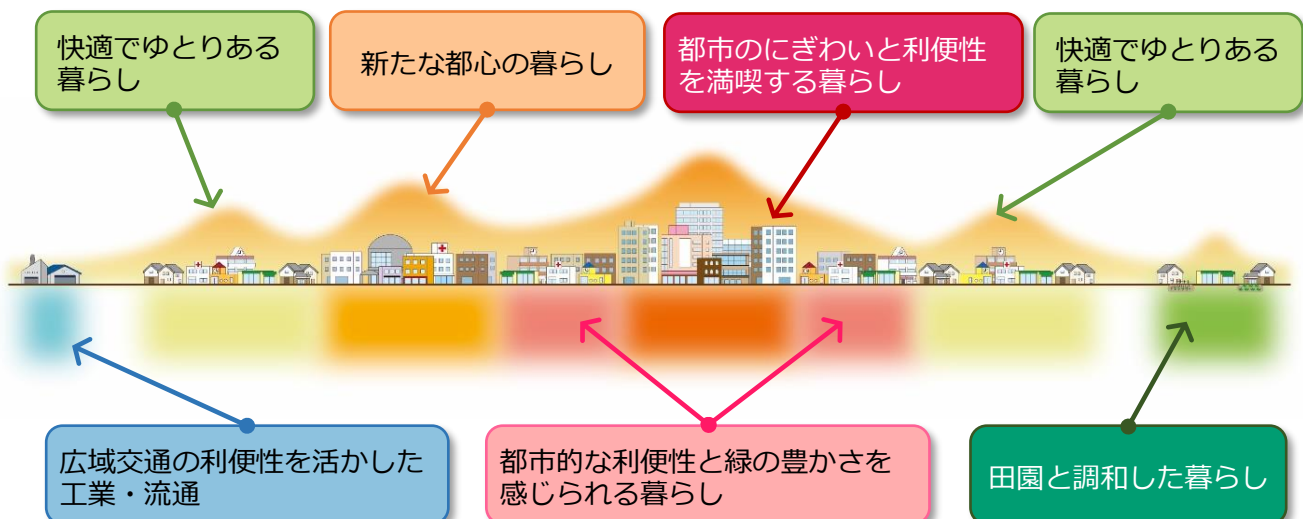 快適でゆとりある
暮らし
新たな都心の暮らし
都市のにぎわいと利便性
を満喫する暮らし
快適でゆとりある
暮らし
広域交通の利便性を活かした
工業・流通
都市的な利便性と緑の豊かさを
感じられる暮らし
田園と調和した暮らし